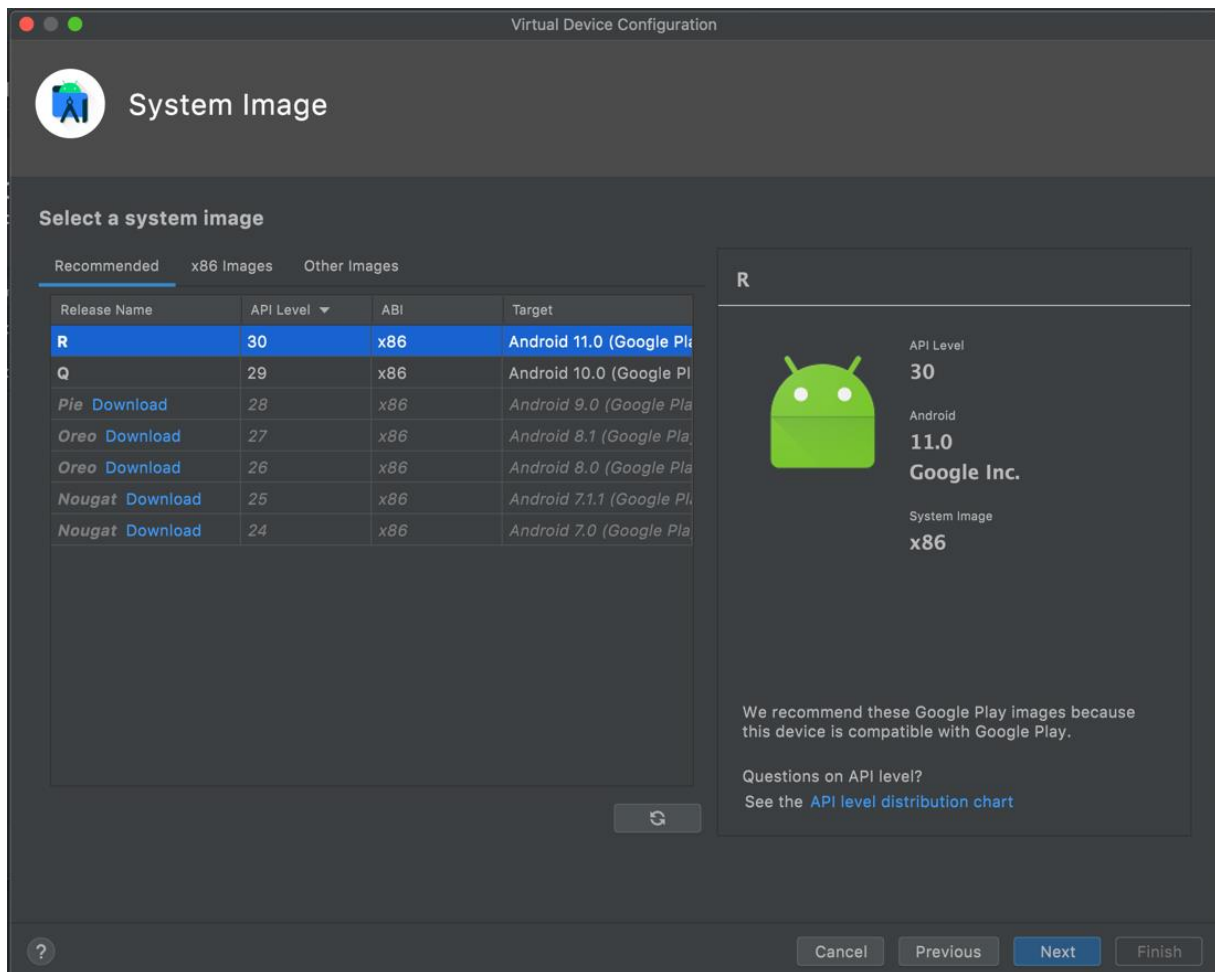 Virtual Device Configuration
System Image
Select a system image
Recommended x86 Images Other Images
Release Name API Level ABI Target
R 30 x86 Android 11.0 (Google Pla
Q 29 x86 Android 10.0 (Google Pl
Pie Download 28 x86 Android 9.0 (Google Pla
Oreo Download 27 x86 Android 8.1 (Google Play
Oreo Download 26 x86 Android 8.0 (Google Pla
Nougat Download 25 x86 Android 7.1.1 (Google Pla
Nougat Download 24 x86 Android 7.0 (Google Pla
R
API Level
30
Android
11.0
Google Inc.
System Image
x86
We recommend these Google Play images because
this device is compatible with Google Play.
Questions on API level?
See the API level distribution chart
? Cancel Previous Next Finish